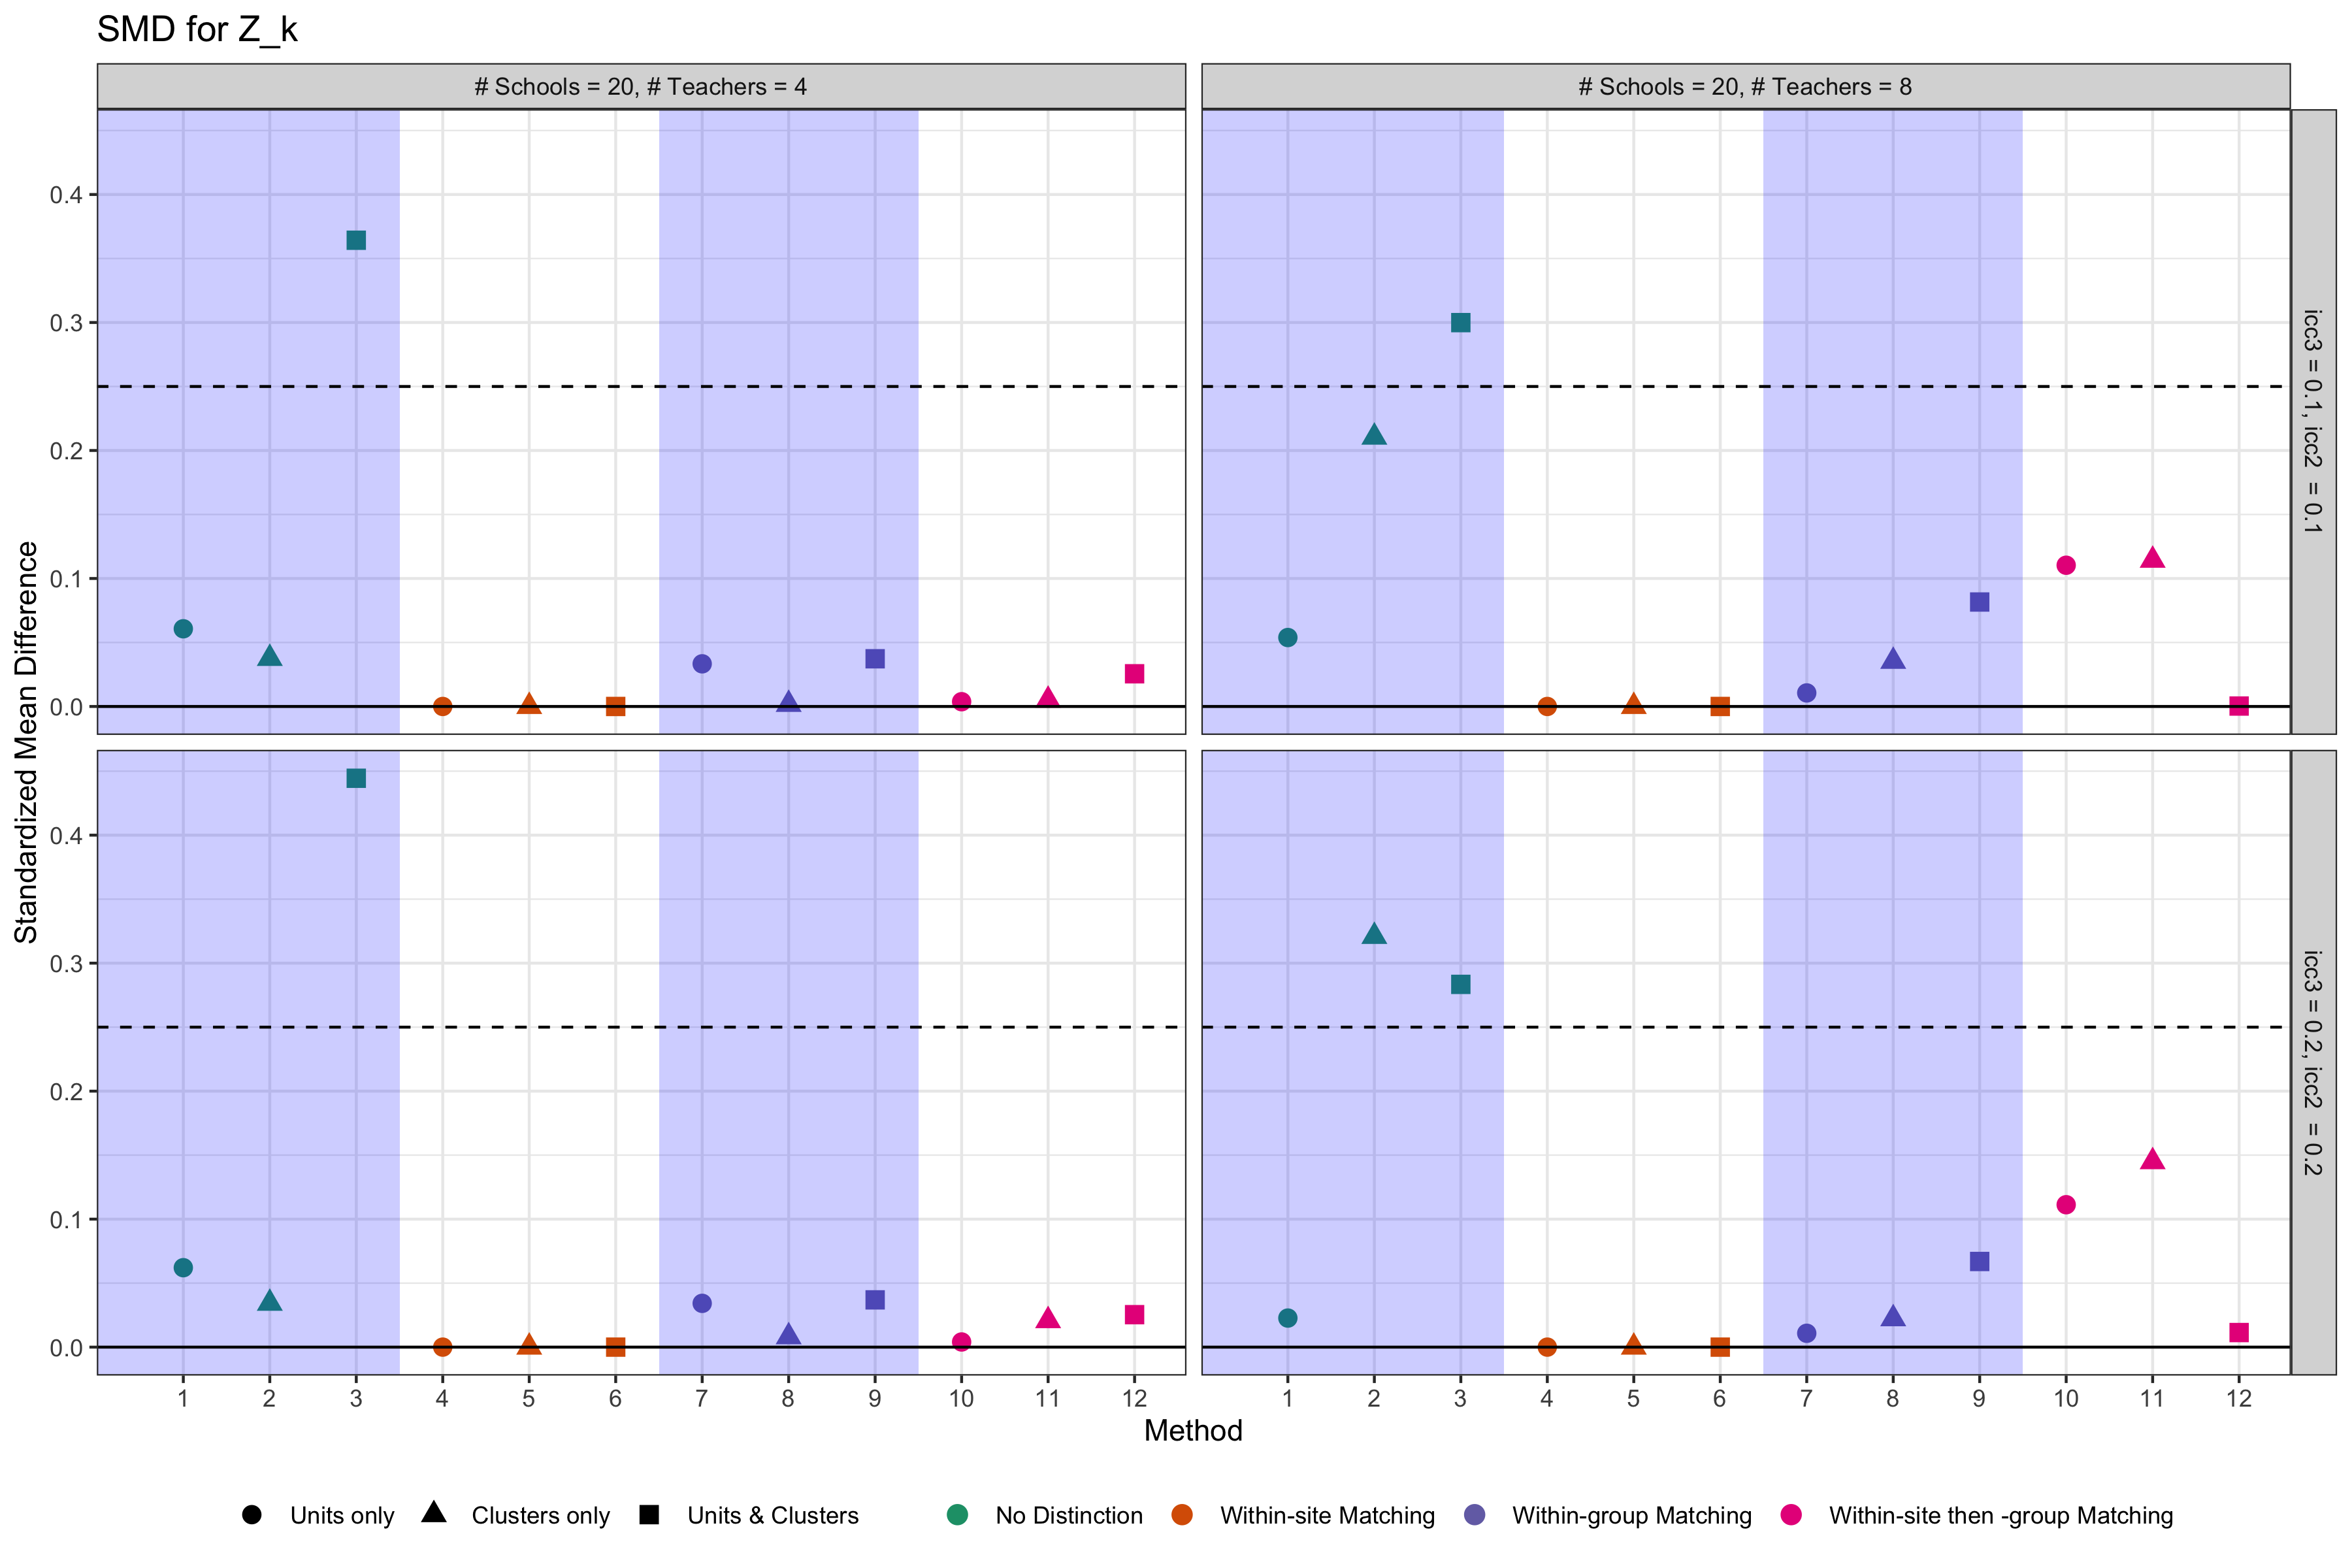 SMD for Z_k
# Schools = 20, # Teachers = 4
# Schools = 20, # Teachers = 8
Standardized Mean Difference
0.4
0.3
0.2
0.1
0.0
icc3 = 0.1, icc2  = 0.1
0.4
0.3
0.2
0.1
0.0
icc3 = 0.2, icc2  = 0.2
1 2 3 4 5 6 7 8 9 10 11 12
1 2 3 4 5 6 7 8 9 10 11 12
Method
Units only Clusters only Units & Clusters No Distinction Within-site Matching Within-group Matching Within-site then -group Matching